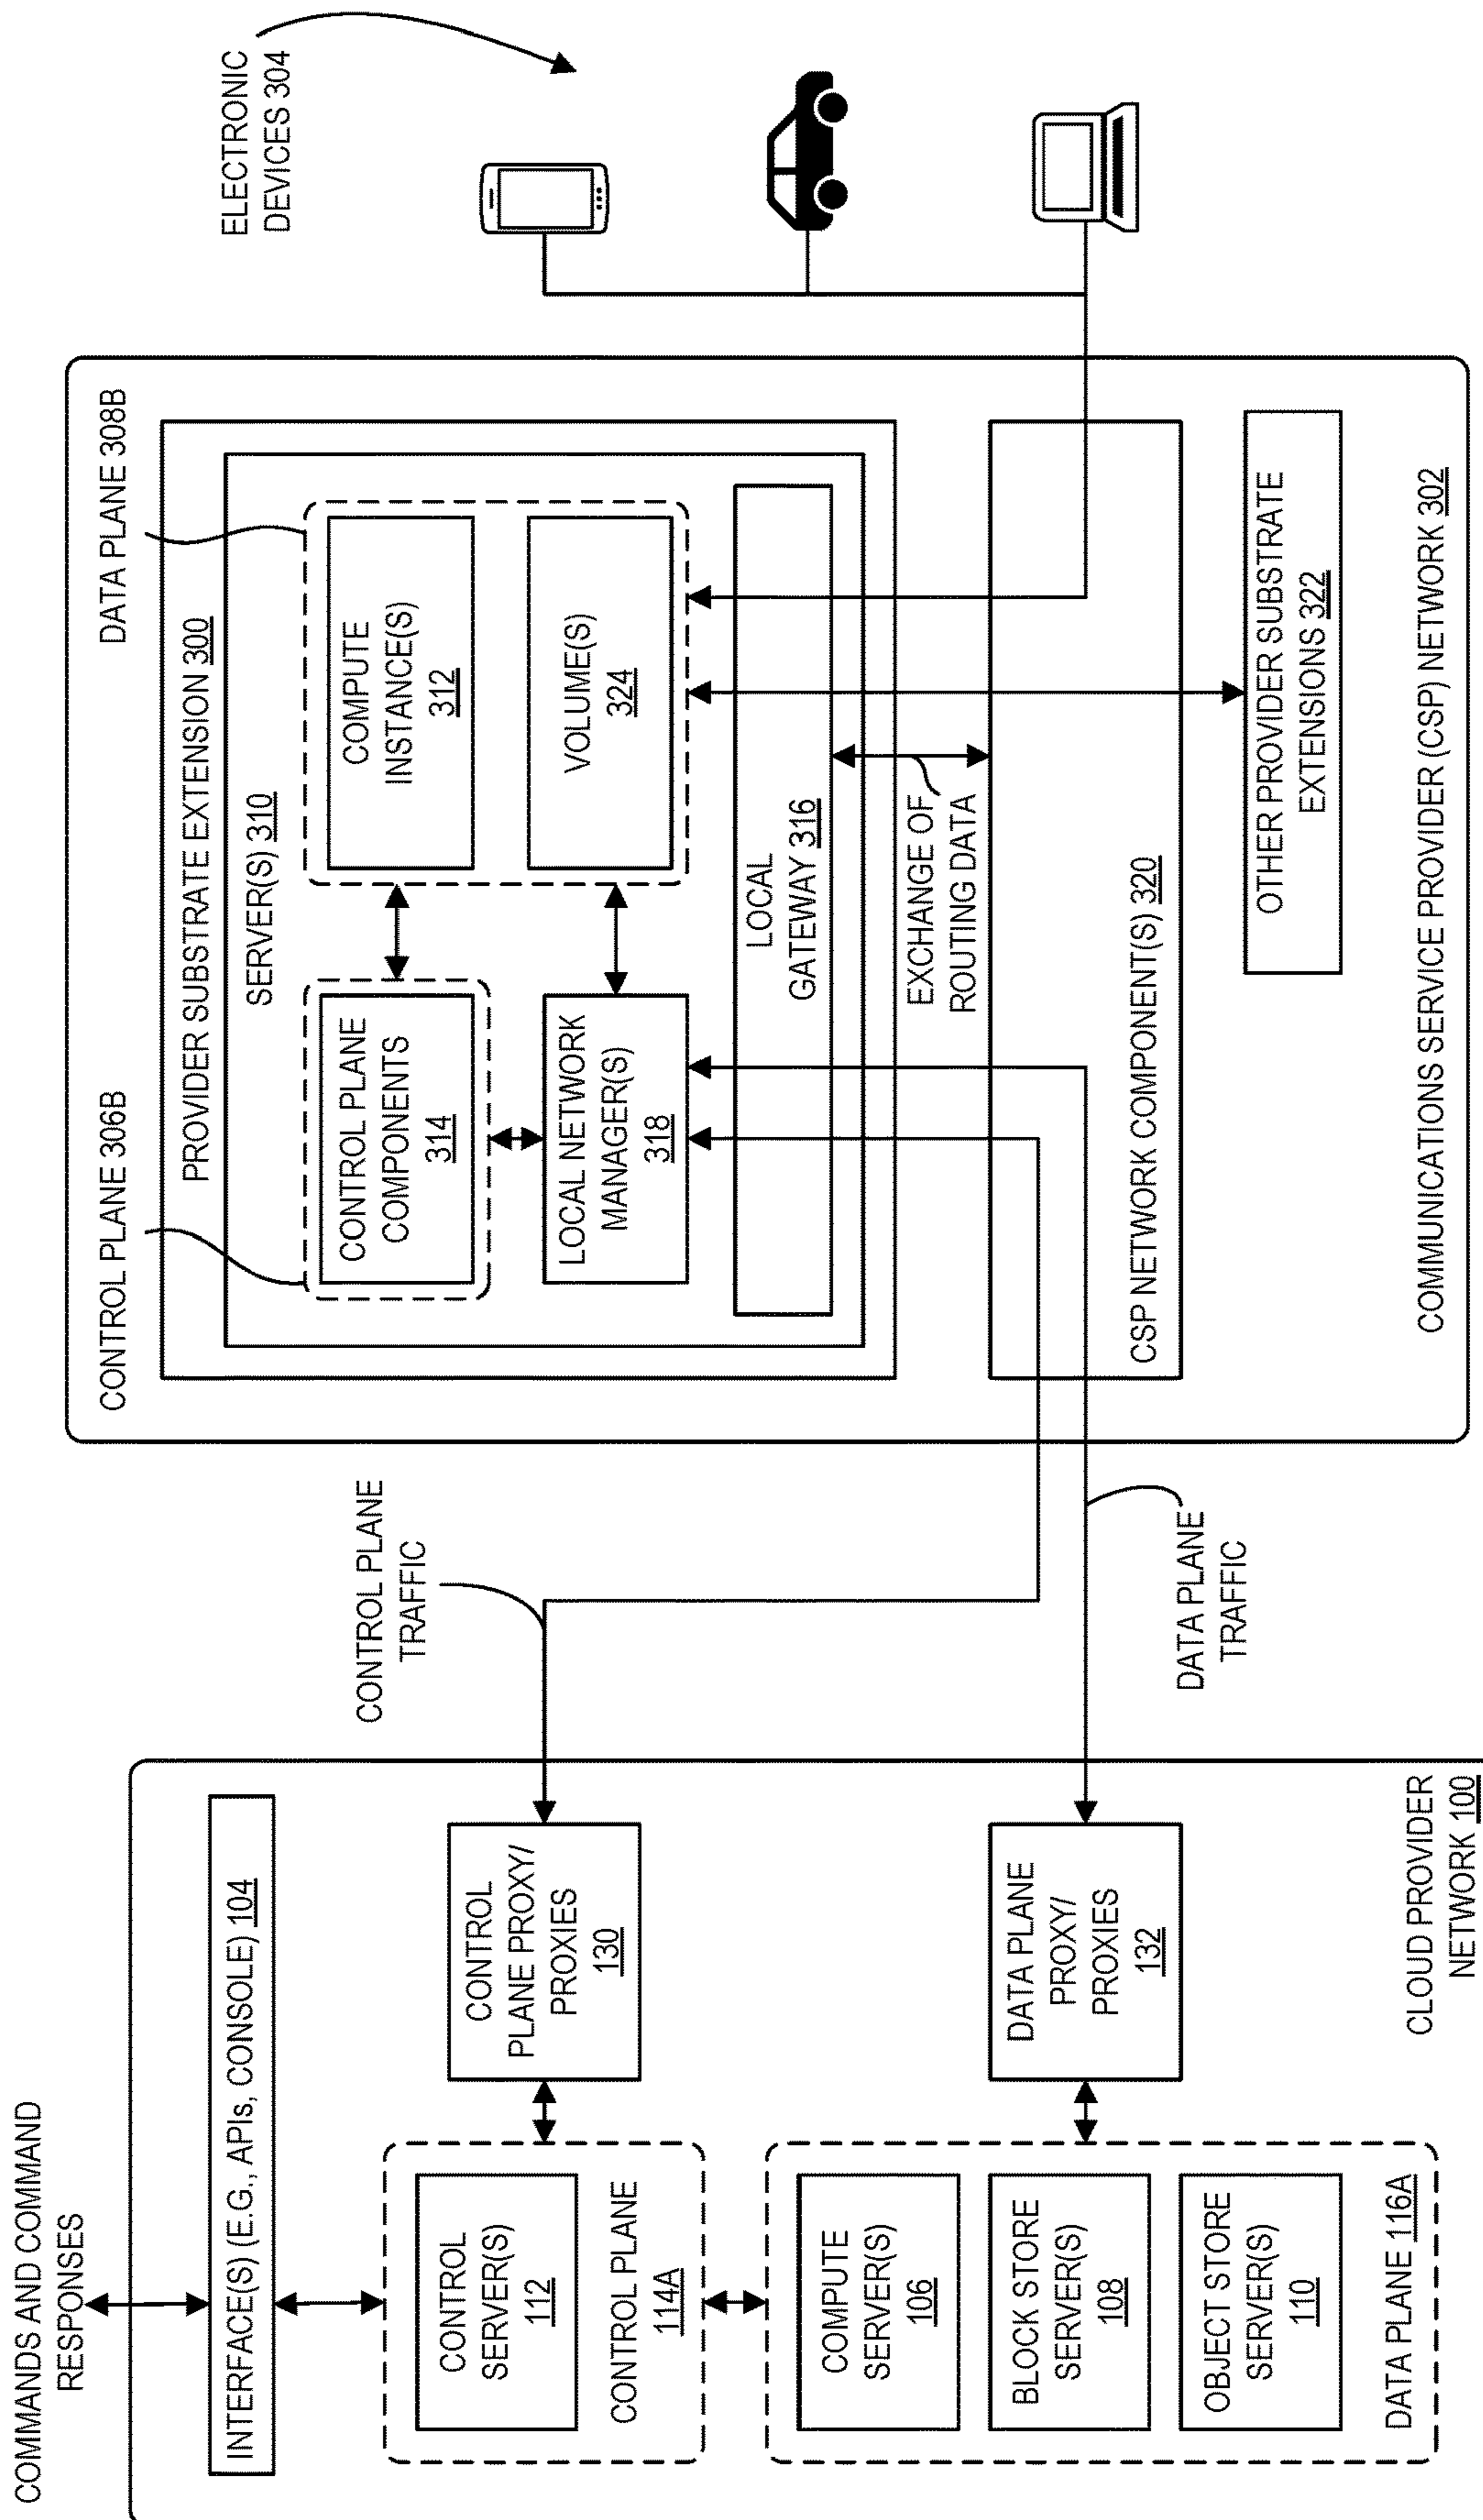 COMMANDS AND COMMAND
RESPONSES
INTERFACE(S) (E.G., APIs, CONSOLE) 104
CONTROL
SERVER(S)
112
CONTROL PLANE
114A
COMPUTE
SERVER(S)
106
BLOCK STORE
SERVER(S)
108
OBJECT STORE
SERVER(S)
110
DATA PLANE 116A
CONTROL
PLANE PROXY/
PROXIES
130
DATA PLANE
PROXY/
PROXIES
132
CLOUD PROVIDER
NETWORK 100
CONTROL PLANE
TRAFFIC
DATA PLANE
TRAFFIC
CONTROL PLANE 306B
DATA PLANE 308B
PROVIDER SUBSTRATE EXTENSION 300
SERVER(S) 310
CONTROL PLANE
COMPONENTS
314
COMPUTE
INSTANCE(S)
312
LOCAL NETWORK
MANAGER(S)
318
VOLUME(S)
324
LOCAL
GATEWAY 316
EXCHANGE OF
ROUTING DATA
CSP NETWORK COMPONENT(S) 320
OTHER PROVIDER SUBSTRATE
EXTENSIONS 322
COMMUNICATIONS SERVICE PROVIDER (CSP) NETWORK 302
ELECTRONIC
DEVICES 304